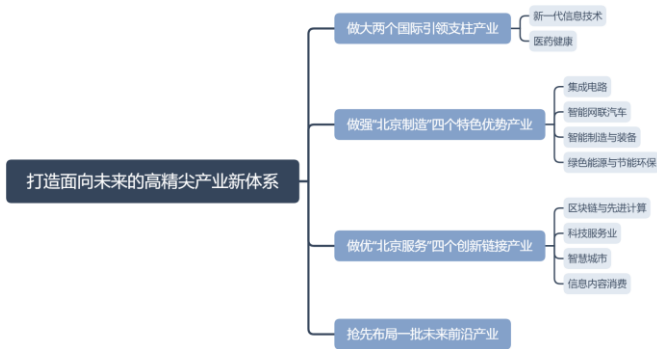 打造面向未来的高精尖产业新体系
做大两个国际引领支柱产业
新一代信息技术
医药健康
做强“北京制造”四个特色优势产业
集成电路
智能网联汽车
智能制造与装备
绿色能源与节能环保
做优“北京服务”四个创新链接产业
区块链与先进计算
科技服务业
智慧城市
信息内容消费
抢先布局一批未来前沿产业